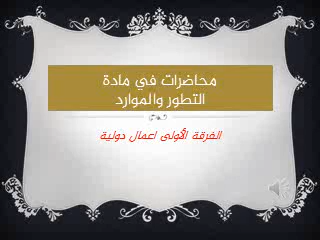 محاضرات في مادة
التطور والموارد
الفرقة الأولى اعمال دولية